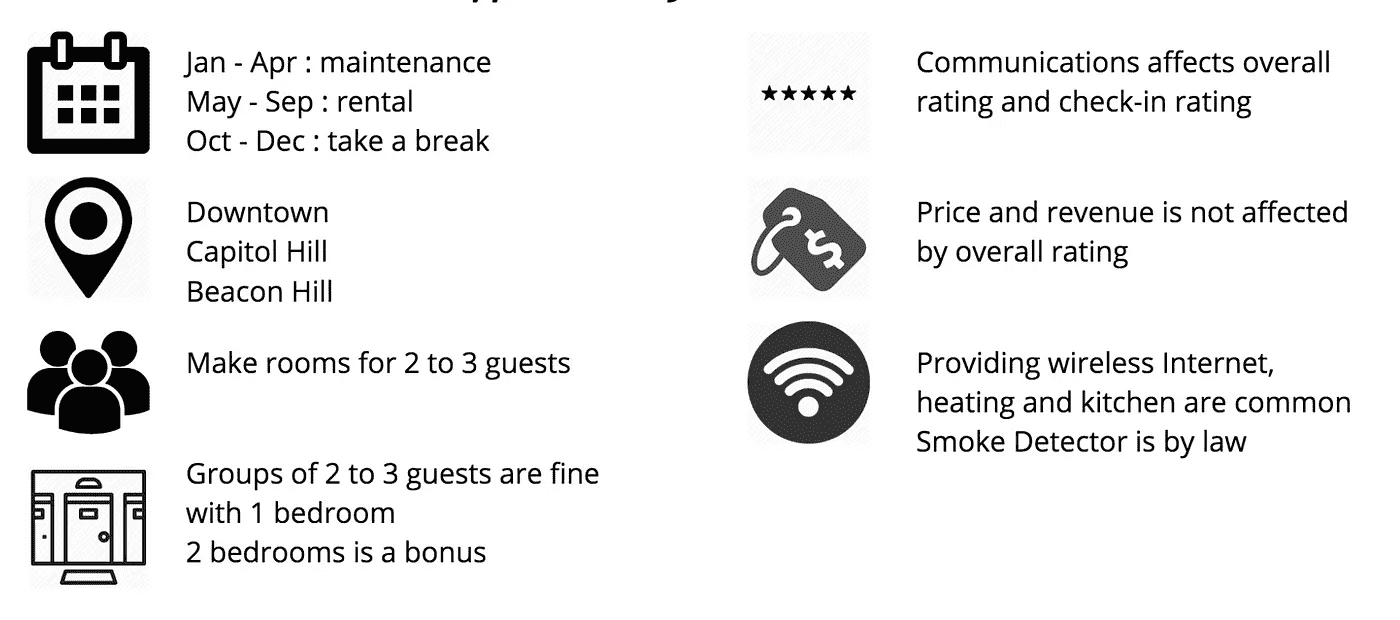 Jan - Apr : maintenance
May - Sep : rental
Oct - Dec : take a break
Downtown
Capitol Hill
Beacon Hill
Make rooms for 2 to 3 guests
Groups of 2 to 3 guests are fine
with 1 bedroom
2 bedrooms is a bonus
Communications affects overall
rating and check-in rating
Price and revenue is not affected
by overall rating
Providing wireless Internet,
heating and kitchen are common
Smoke Detector is by law